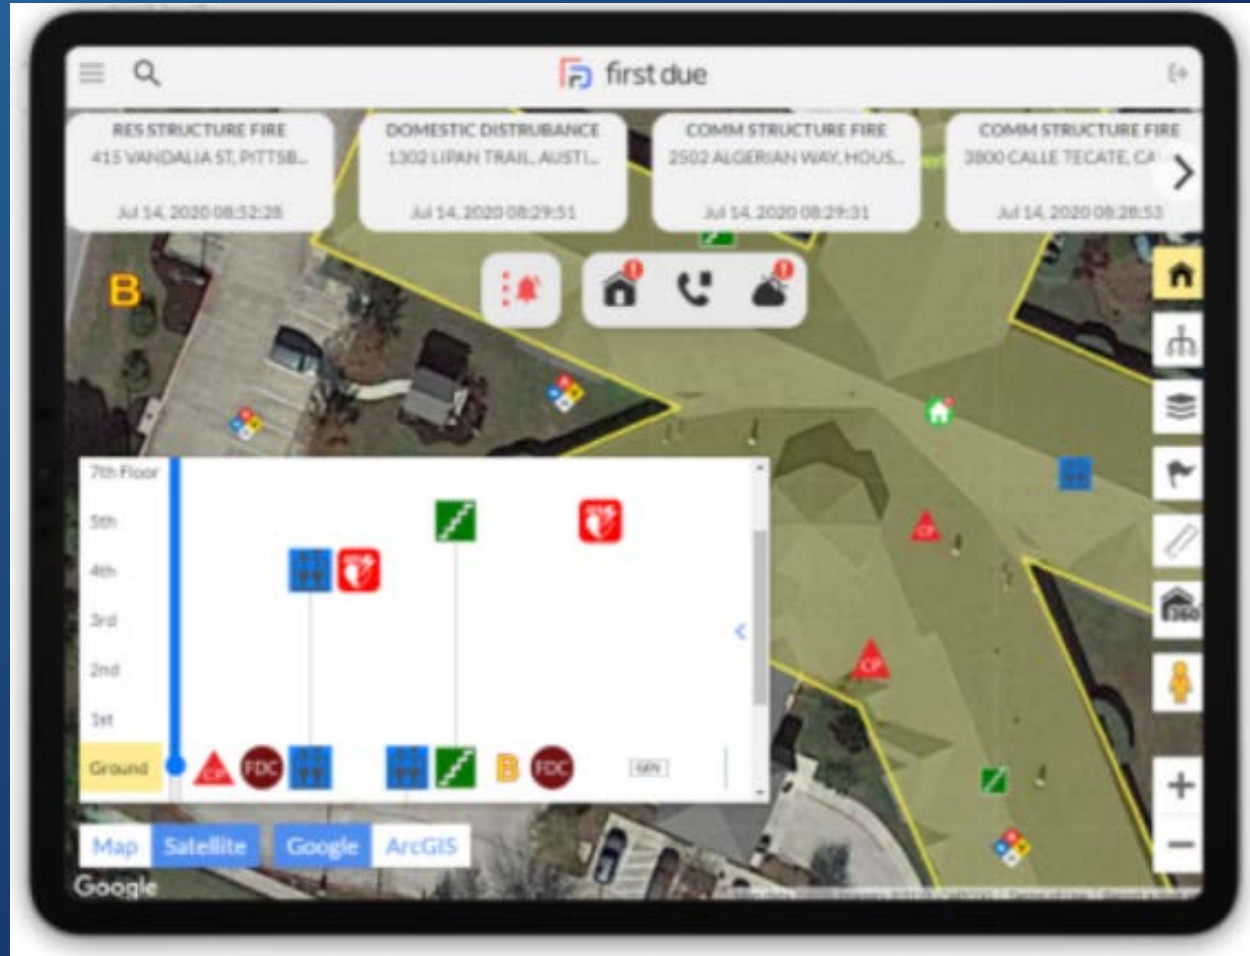 first due
RES STRUCTURE FIRE
415 VANDALIA ST, PITTSB...
Jul 14, 2020 08:52:28
DOMESTIC DISTRUBANCE
1302 LIPAN TRAIL, AUSTI...
Jul 14, 2020 08:29:51
COMM STRUCTURE FIRE
2502 ALGERIAN WAY, HOUS...
Jul 14, 2020 08:29:31
COMM STRUCTURE FIRE
3800 CALLE TECATE, CA
Jul 14, 2020 08:28:53
B
CP
CP
360
7th Floor
5th
4th
3rd
2nd
1st
Ground
CP FDC B FDC GEN
Map Satellite Google ArcGIS
Google